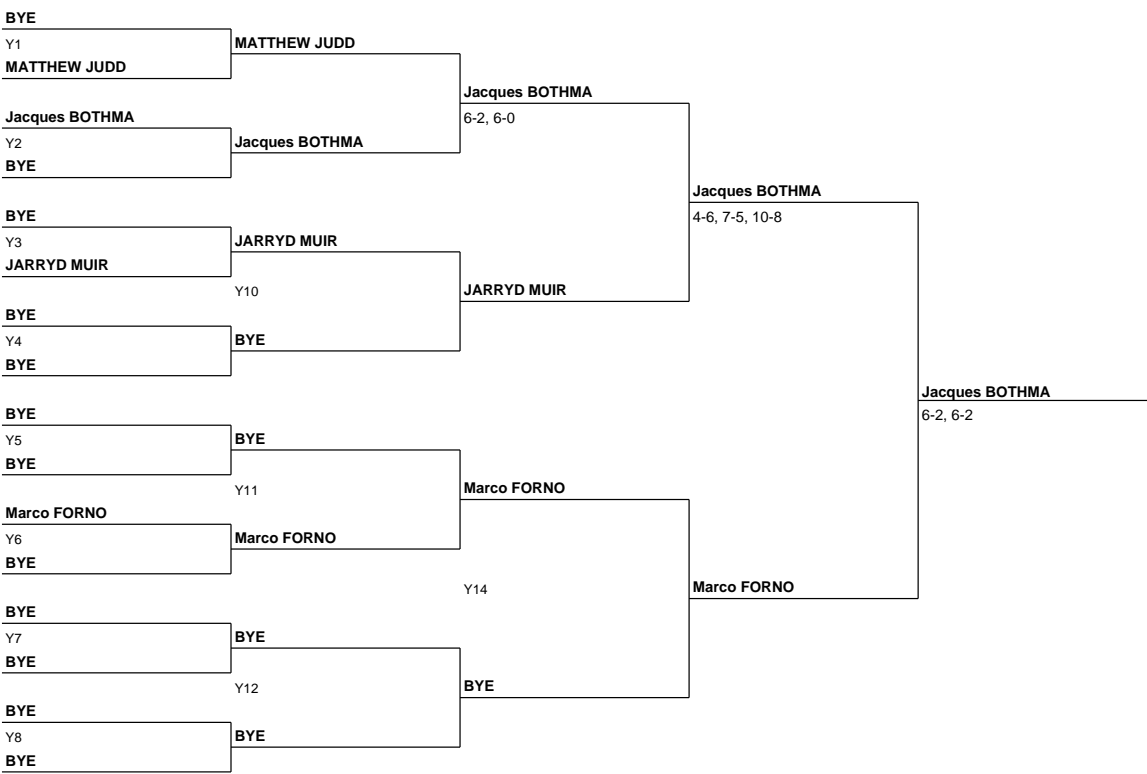 BYE
Y1
MATTHEW JUDD
MATTHEW JUDD
Jacques BOTHMA
6-2, 6-0
Jacques BOTHMA
Y2
Jacques BOTHMA
BYE
Jacques BOTHMA
4-6, 7-5, 10-8
BYE
Y3
JARRYD MUIR
JARRYD MUIR
Y10
JARRYD MUIR
BYE
Y4
BYE
BYE
Jacques BOTHMA
6-2, 6-2
BYE
Y5
BYE
BYE
Y11
Marco FORNO
Marco FORNO
Y6
Marco FORNO
BYE
Y14
Marco FORNO
BYE
Y7
BYE
BYE
Y12
BYE
BYE
Y8
BYE
BYE